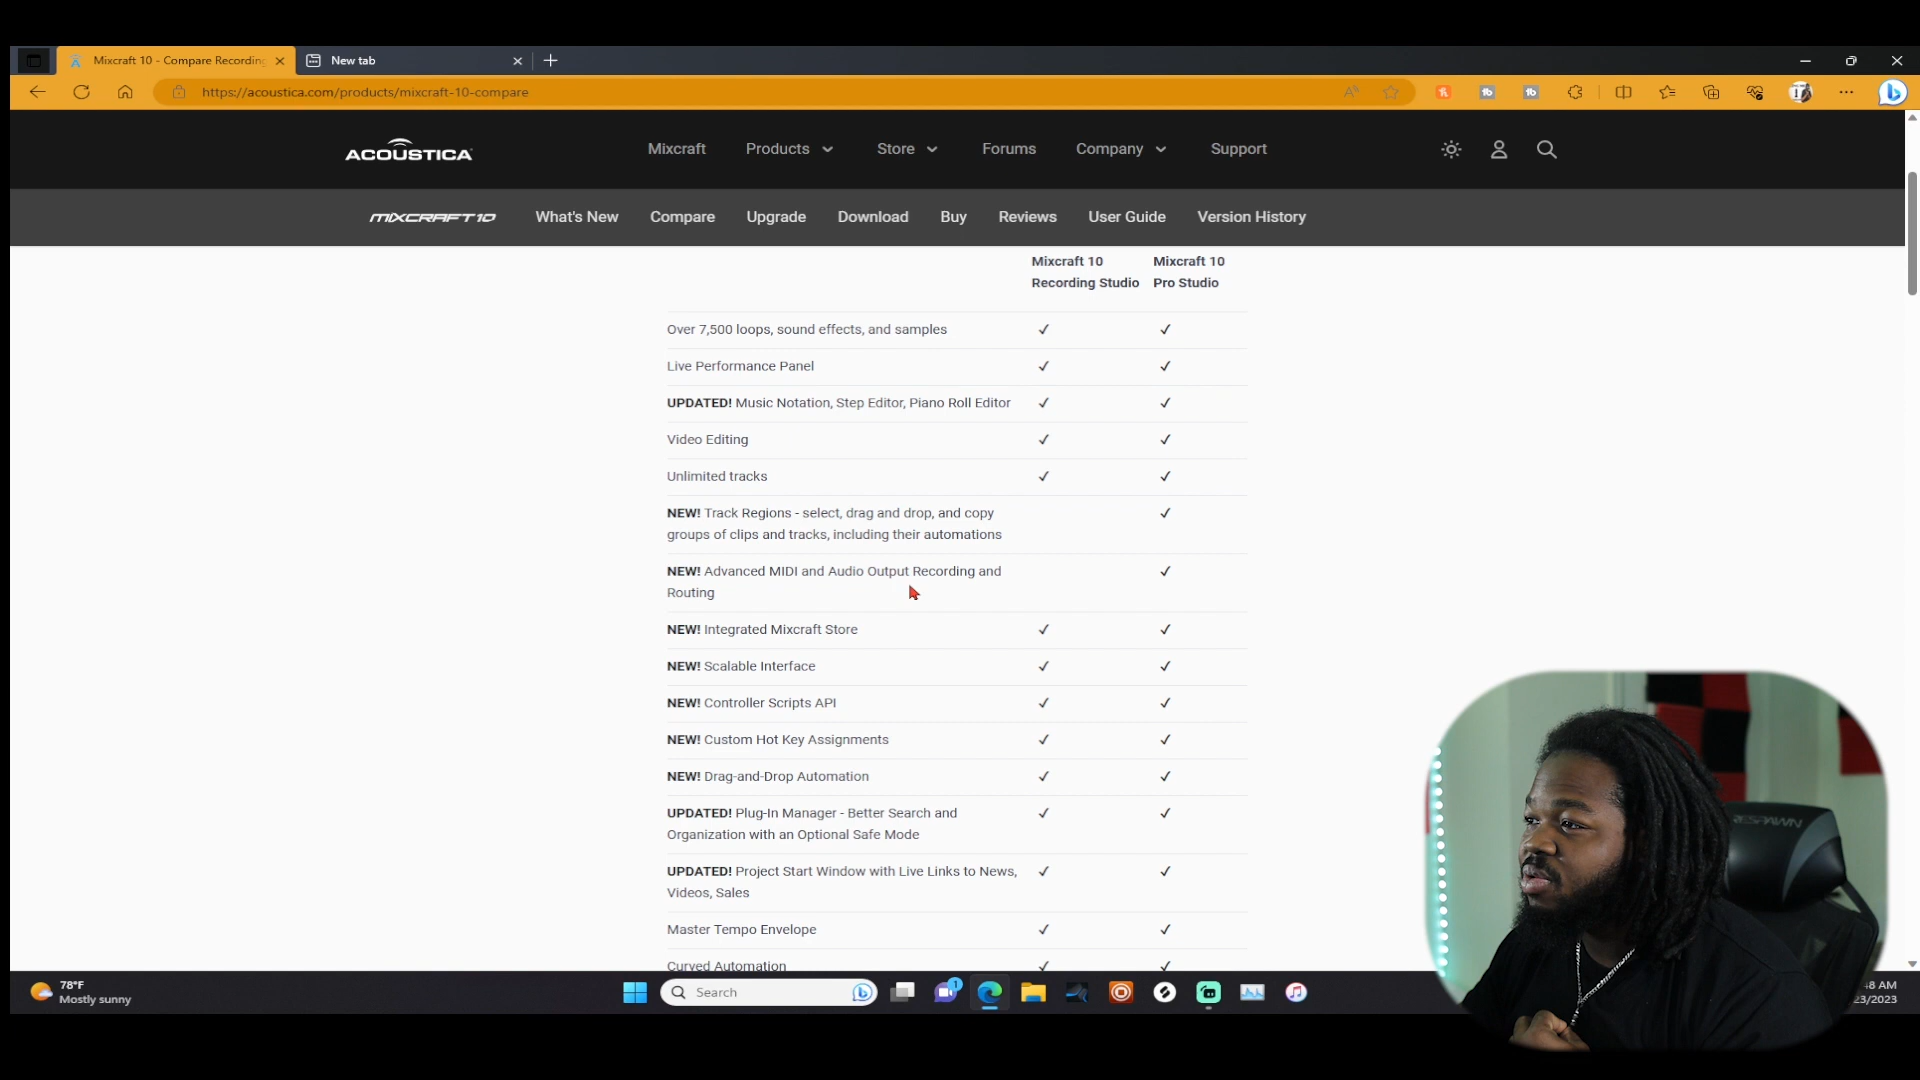 Mixcraft 10 - Compare Recording
New tab
https://acoustica.com/products/mixcraft-10-compare
ACOUSTICA
Mixcraft
Products
Store
Forums
Company
Support
MIXCRAFT10
What's New
Compare
Upgrade
Download
Buy
Reviews
User Guide
Version History
Mixcraft 10
Recording Studio
Mixcraft 10
Pro Studio
Over 7,500 loops, sound effects, and samples ✓ ✓
Live Performance Panel ✓ ✓
UPDATED! Music Notation, Step Editor, Piano Roll Editor ✓ ✓
Video Editing ✓ ✓
Unlimited tracks ✓ ✓
NEW! Track Regions - select, drag and drop, and copy ✓
groups of clips and tracks, including their automations
NEW! Advanced MIDI and Audio Output Recording and ✓
Routing
NEW! Integrated Mixcraft Store ✓ ✓
NEW! Scalable Interface ✓ ✓
NEW! Controller Scripts API ✓ ✓
NEW! Custom Hot Key Assignments ✓ ✓
NEW! Drag-and-Drop Automation ✓ ✓
UPDATED! Plug-In Manager - Better Search and ✓ ✓
Organization with an Optional Safe Mode
UPDATED! Project Start Window with Live Links to News, ✓ ✓
Videos, Sales
Master Tempo Envelope ✓ ✓
Curved Automation ✓ ✓
RESPAWN
78°F
Mostly sunny
Search
1
:8 AM
23/2023